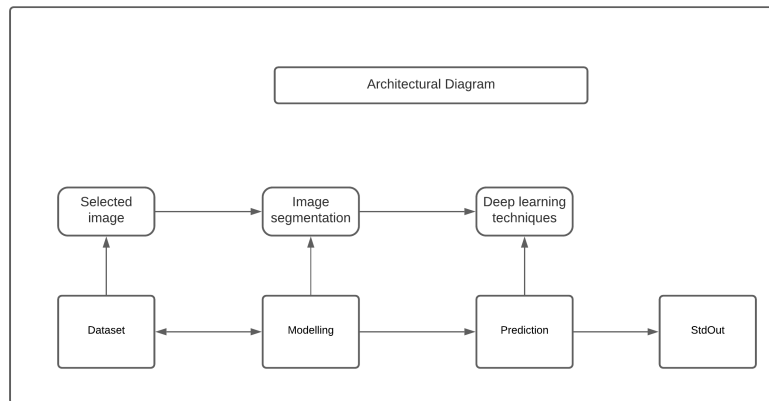 Architectural Diagram
Selected
image
Image
segmentation
Deep learning
techniques
Dataset
Modelling
Prediction
StdOut